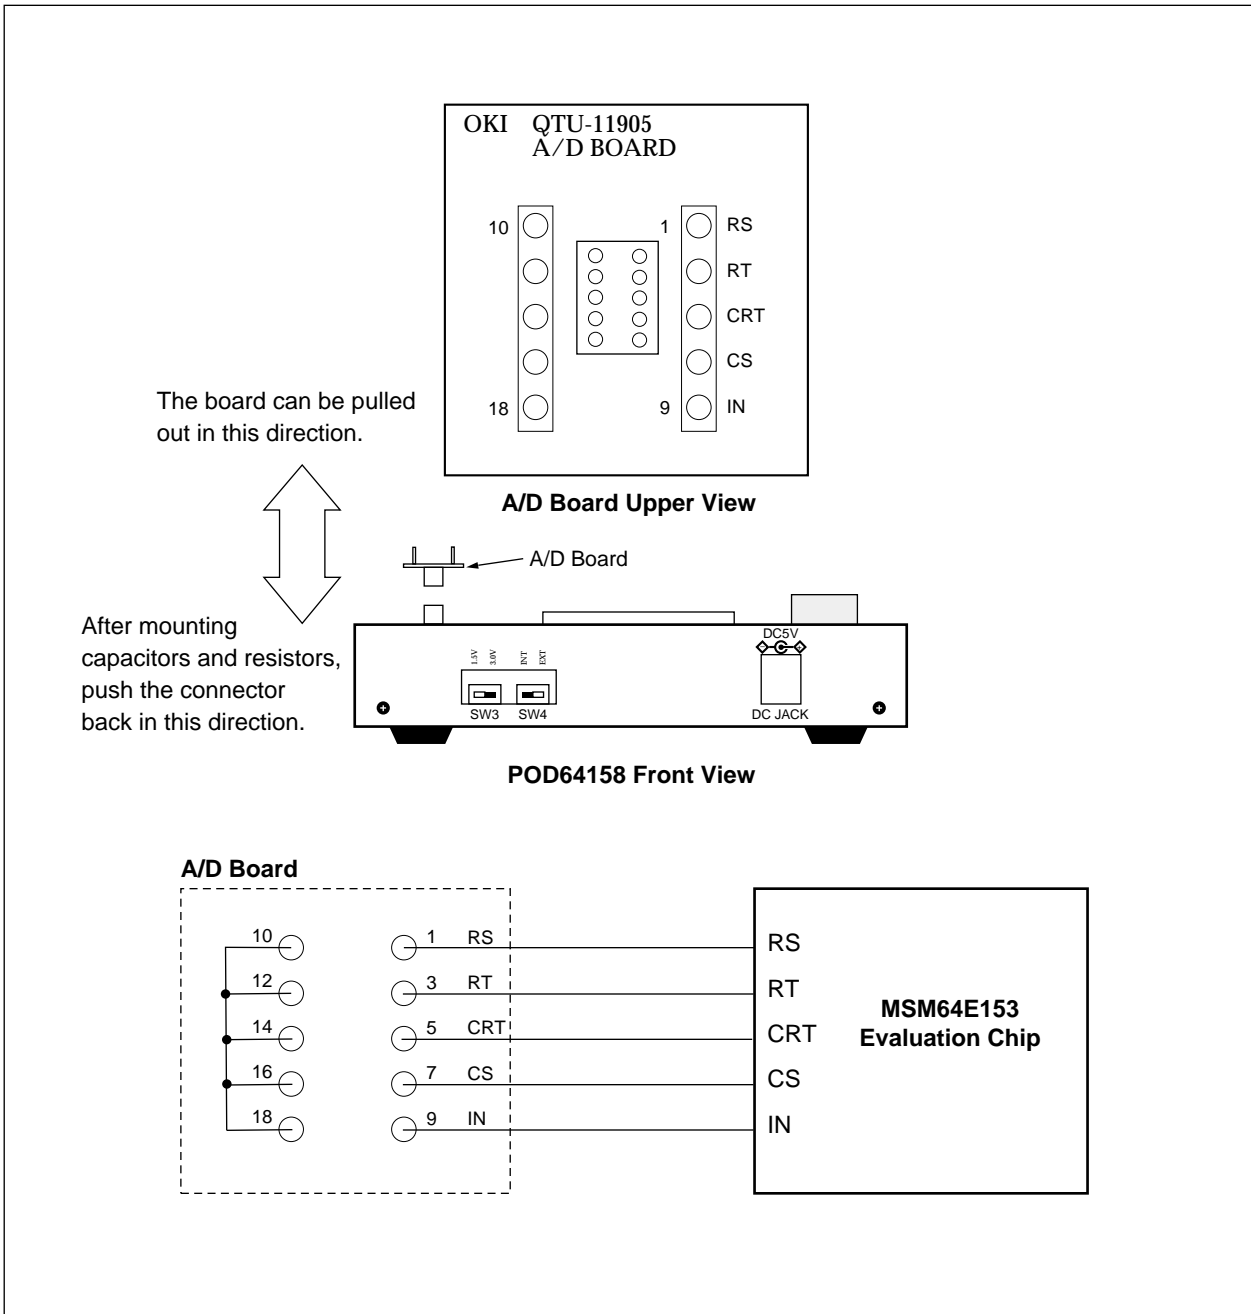 OKI QTU-11905
A/D BOARD
10 1 RS
RT
CRT
CS
18 9 IN
The board can be pulled
out in this direction.
A/D Board Upper View
A/D Board
After mounting
capacitors and resistors,
push the connector
back in this direction.
1.5V 3.0V INT EXT
SW3 SW4
DC5V
DC JACK
POD64158 Front View
A/D Board
10 1 RS
12 3 RT
14 5 CRT
16 7 CS
18 9 IN
RS
RT
CRT
CS
IN
MSM64E153
Evaluation Chip